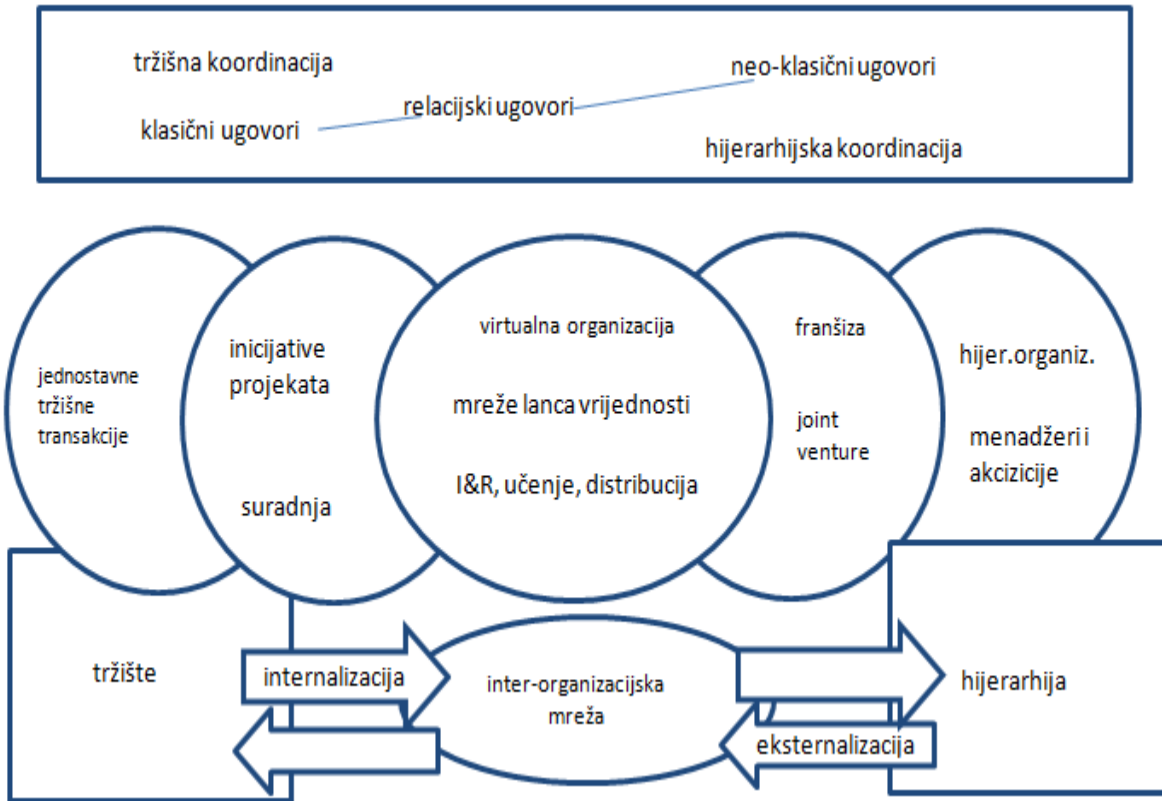 tržišna koordinacija
neo-klasični ugovori
relacijski ugovori
klasični ugovori
hijerarhijska koordinacija
jednostavne
tržišne
transakcije
inicijative
projekata
suradnja
virtualna organizacija
mreže lanca vrijednosti
I&R, učenje, distribucija
franšiza
joint
venture
hijer.organiz.
menadžeri i
akcizicije
tržište
internalizacija
inter-organizacijska
mreža
eksternalizacija
hijerarhija